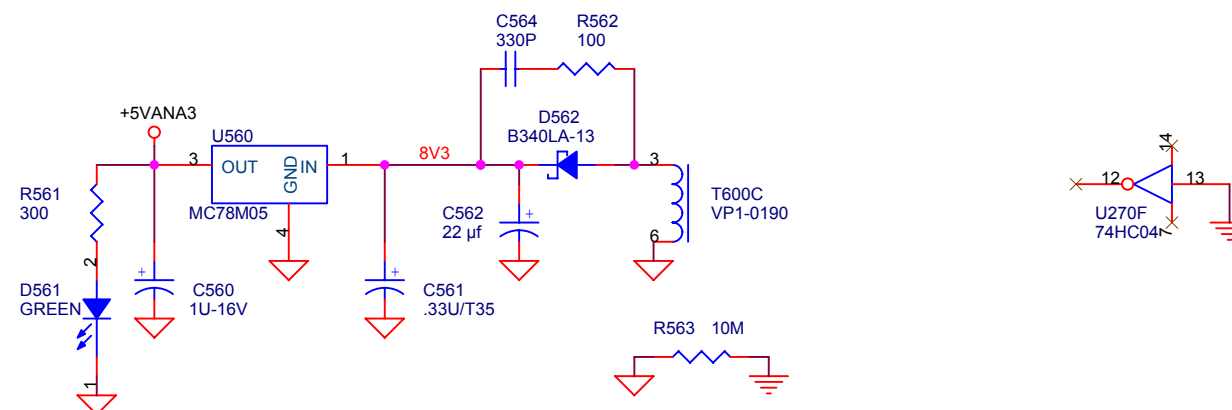 C564
330P
R562
100
+5VANA3
U560
3
OUT
GND
IN
1
MC78M05
4
8V3
D562
B340LA-13
3
6
T600C
VP1-0190
R561
300
2
D561
GREEN
1
C560
1U-16V
C561
.33U/T35
C562
22 µf
R563 10M
14
12
13
7
U270F
74HC04